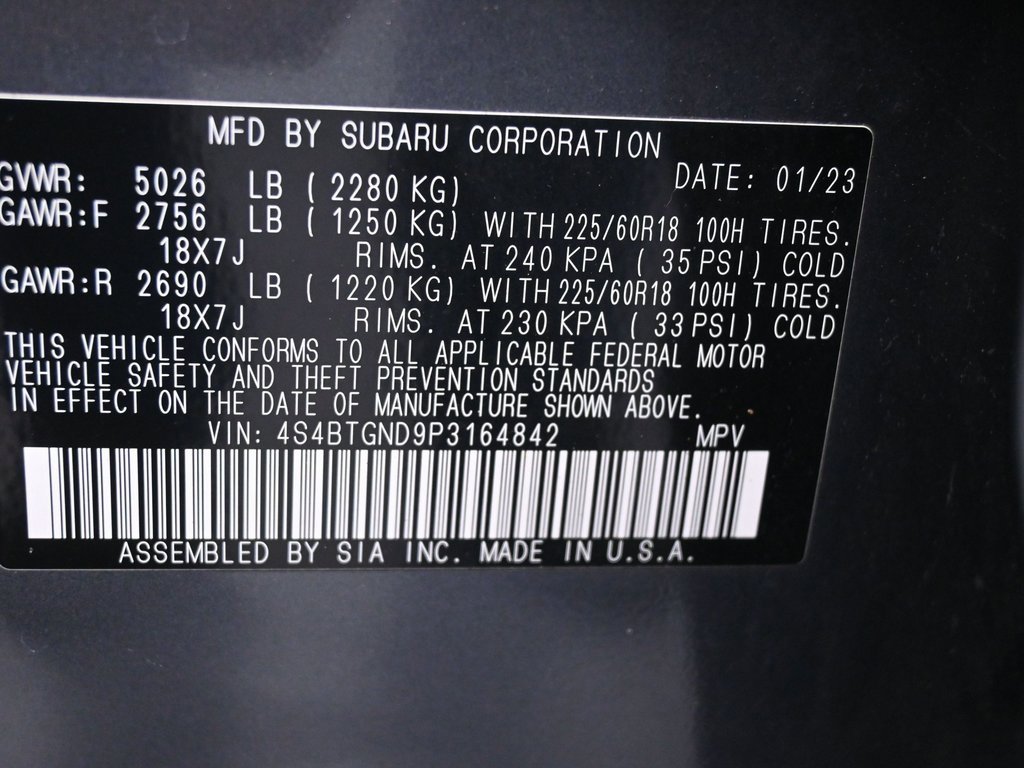 MFD BY SUBARU CORPORATION
DATE: 01/23
GVWR: 5026 LB ( 2280 KG)
GAWR:F 2756 LB ( 1250 KG) WITH 225/60R18 100H TIRES.
18X7J RIMS. AT 240 KPA ( 35 PSI) COLD
GAWR:R 2690 LB ( 1220 KG) WITH 225/60R18 100H TIRES.
18X7J RIMS. AT 230 KPA ( 33 PSI) COLD
THIS VEHICLE CONFORMS TO ALL APPLICABLE FEDERAL MOTOR
VEHICLE SAFETY AND THEFT PREVENTION STANDARDS
IN EFFECT ON THE DATE OF MANUFACTURE SHOWN ABOVE.
VIN: 4S4BTGND9P3164842 MPV
ASSEMBLED BY SIA INC. MADE IN U.S.A.